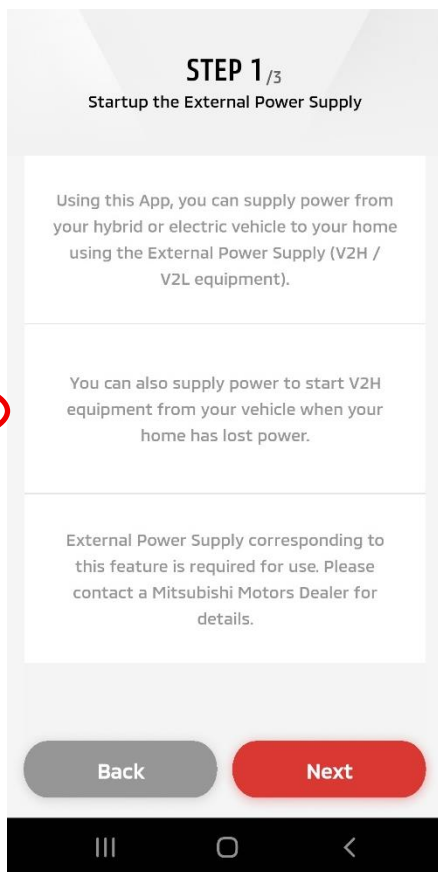 STEP 1 /3
Startup the External Power Supply
Using this App, you can supply power from
your hybrid or electric vehicle to your home
using the External Power Supply (V2H /
V2L equipment).
You can also supply power to start V2H
equipment from your vehicle when your
home has lost power.
External Power Supply corresponding to
this feature is required for use. Please
contact a Mitsubishi Motors Dealer for
details.
Back
Next